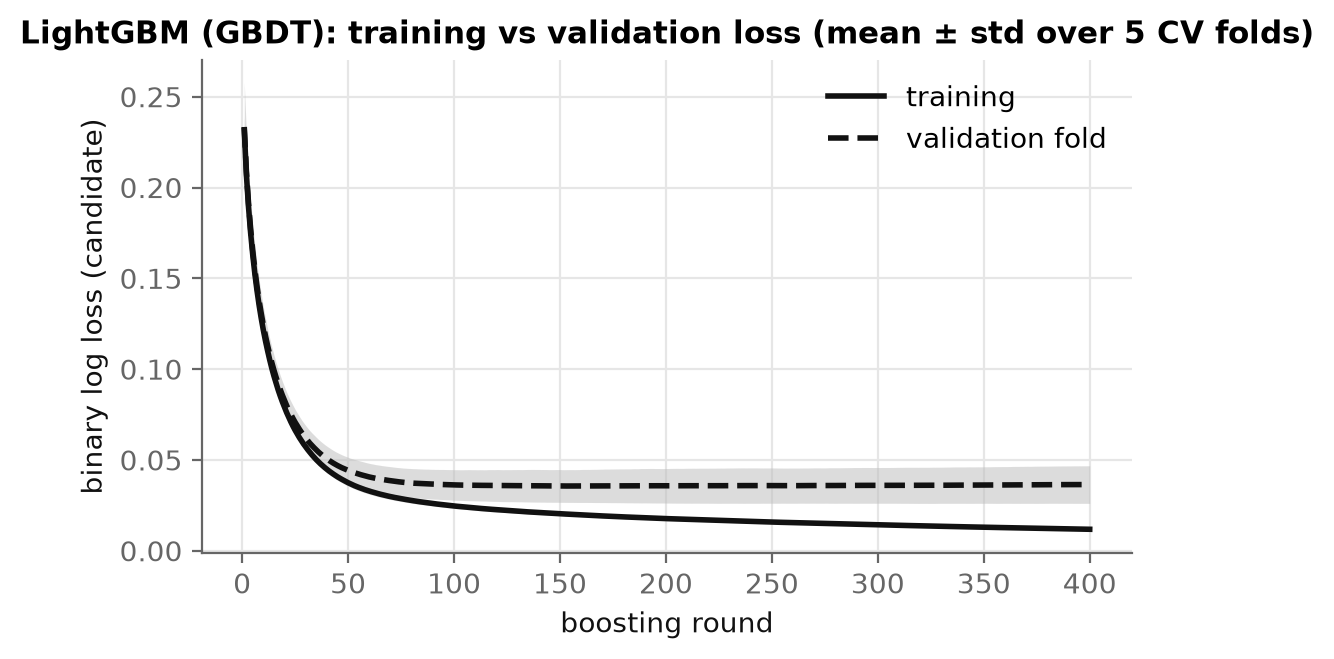 LightGBM (GBDT): training vs validation loss (mean ± std over 5 CV folds)
training
validation fold
binary log loss (candidate)
0.25
0.20
0.15
0.10
0.05
0.00
0 50 100 150 200 250 300 350 400
boosting round